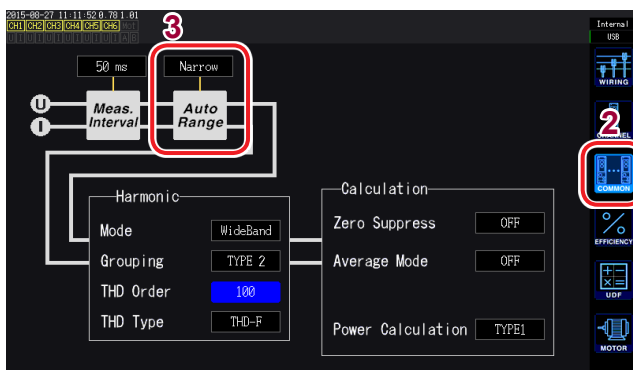 2015-08-27 11:11:52 0.78 1.01
CH1 CH2 CH3 CH4 CH5 CH6 Mot
U I U I U I U I U I U I A B
Internal
USB
3
50 ms
Narrow
WIRING
U
I
Meas.
Interval
Auto
Range
2
COMMON
Harmonic
Mode
WideBand
Grouping
TYPE 2
THD Order
100
THD Type
THD-F
Calculation
Zero Suppress
OFF
Average Mode
OFF
Power Calculation
TYPE1
%
EFFICIENCY
UDF
MOTOR